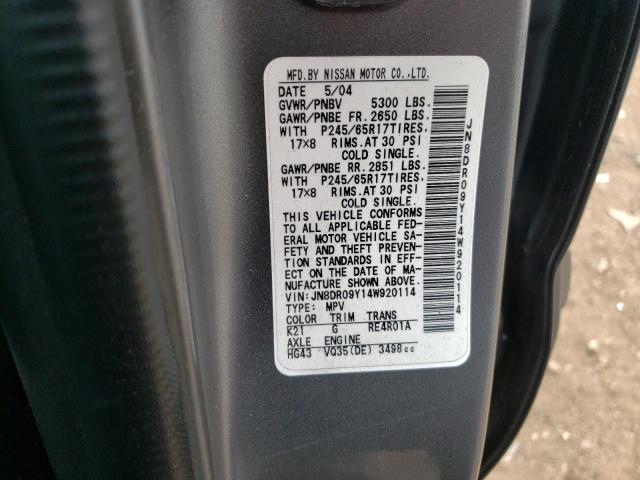 MFD.BY NISSAN MOTOR CO.,LTD.
DATE 5/04
GVWR/PNBV 5300 LBS.
GAWR/PNBE FR. 2650 LBS.
WITH P245/65R17TIRES,
17x8 RIMS.AT 30 PSI
COLD SINGLE.
GAWR/PNBE RR. 2851 LBS.
WITH P245/65R17TIRES,
17x8 RIMS.AT 30 PSI
COLD SINGLE.
THIS VEHICLE CONFORMS
TO ALL APPLICABLE FED-
ERAL MOTOR VEHICLE SA-
FETY AND THEFT PREVEN-
TION STANDARDS IN EFF-
ECT ON THE DATE OF MA-
NUFACTURE SHOWN ABOVE.
VIN: JN8DR09Y14W920114
TYPE: MPV
COLOR TRIM TRANS
K21 G RE4R01A
AXLE ENGINE
HG43 VQ35(DE) 3498cc
JN8DR09Y14W920114